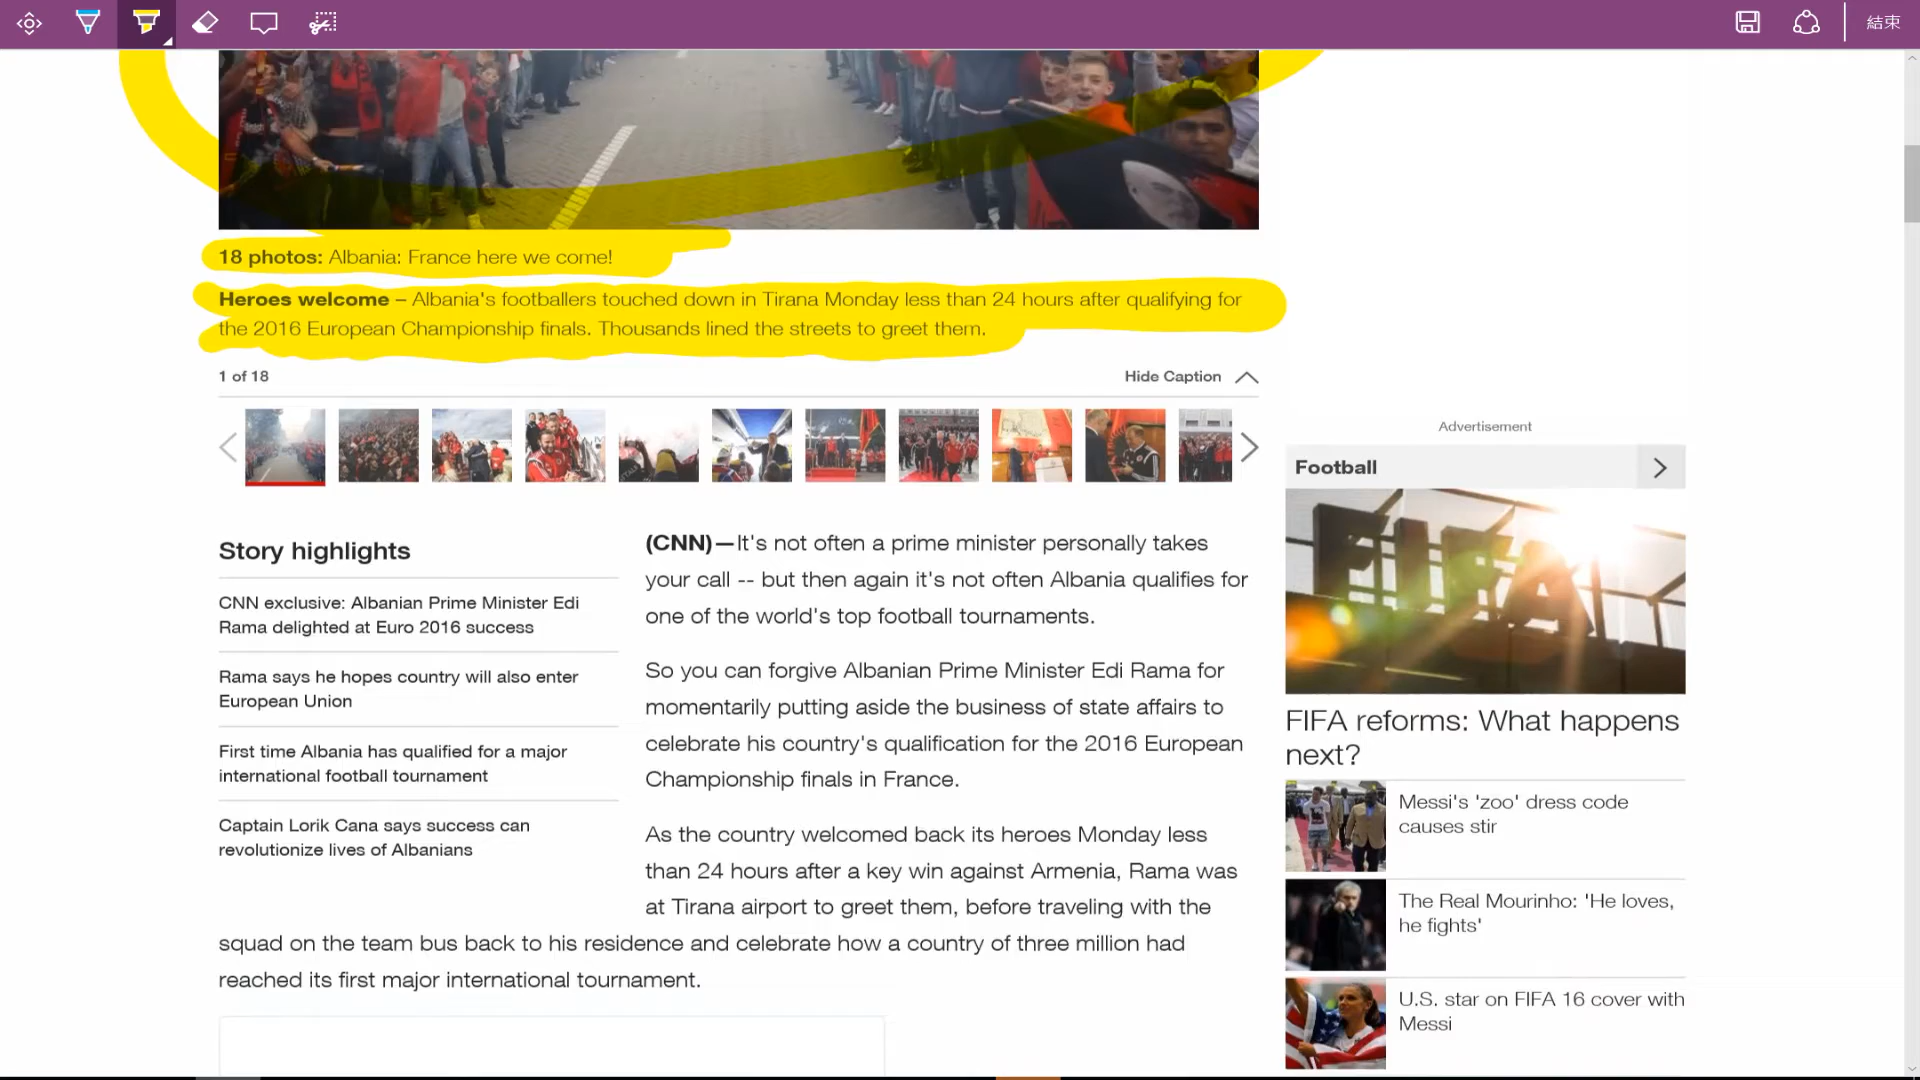 結束
18 photos: Albania: France here we come!
Heroes welcome – Albania's footballers touched down in Tirana Monday less than 24 hours after qualifying for
the 2016 European Championship finals. Thousands lined the streets to greet them.
1 of 18
Hide Caption
Story highlights
CNN exclusive: Albanian Prime Minister Edi
Rama delighted at Euro 2016 success
Rama says he hopes country will also enter
European Union
First time Albania has qualified for a major
international football tournament
Captain Lorik Cana says success can
revolutionize lives of Albanians
(CNN)—It's not often a prime minister personally takes
your call -- but then again it's not often Albania qualifies for
one of the world's top football tournaments.
So you can forgive Albanian Prime Minister Edi Rama for
momentarily putting aside the business of state affairs to
celebrate his country's qualification for the 2016 European
Championship finals in France.
As the country welcomed back its heroes Monday less
than 24 hours after a key win against Armenia, Rama was
at Tirana airport to greet them, before traveling with the
squad on the team bus back to his residence and celebrate how a country of three million had
reached its first major international tournament.
Advertisement
Football
FIFA
FIFA reforms: What happens
next?
Messi's 'zoo' dress code
causes stir
The Real Mourinho: 'He loves,
he fights'
U.S. star on FIFA 16 cover with
Messi